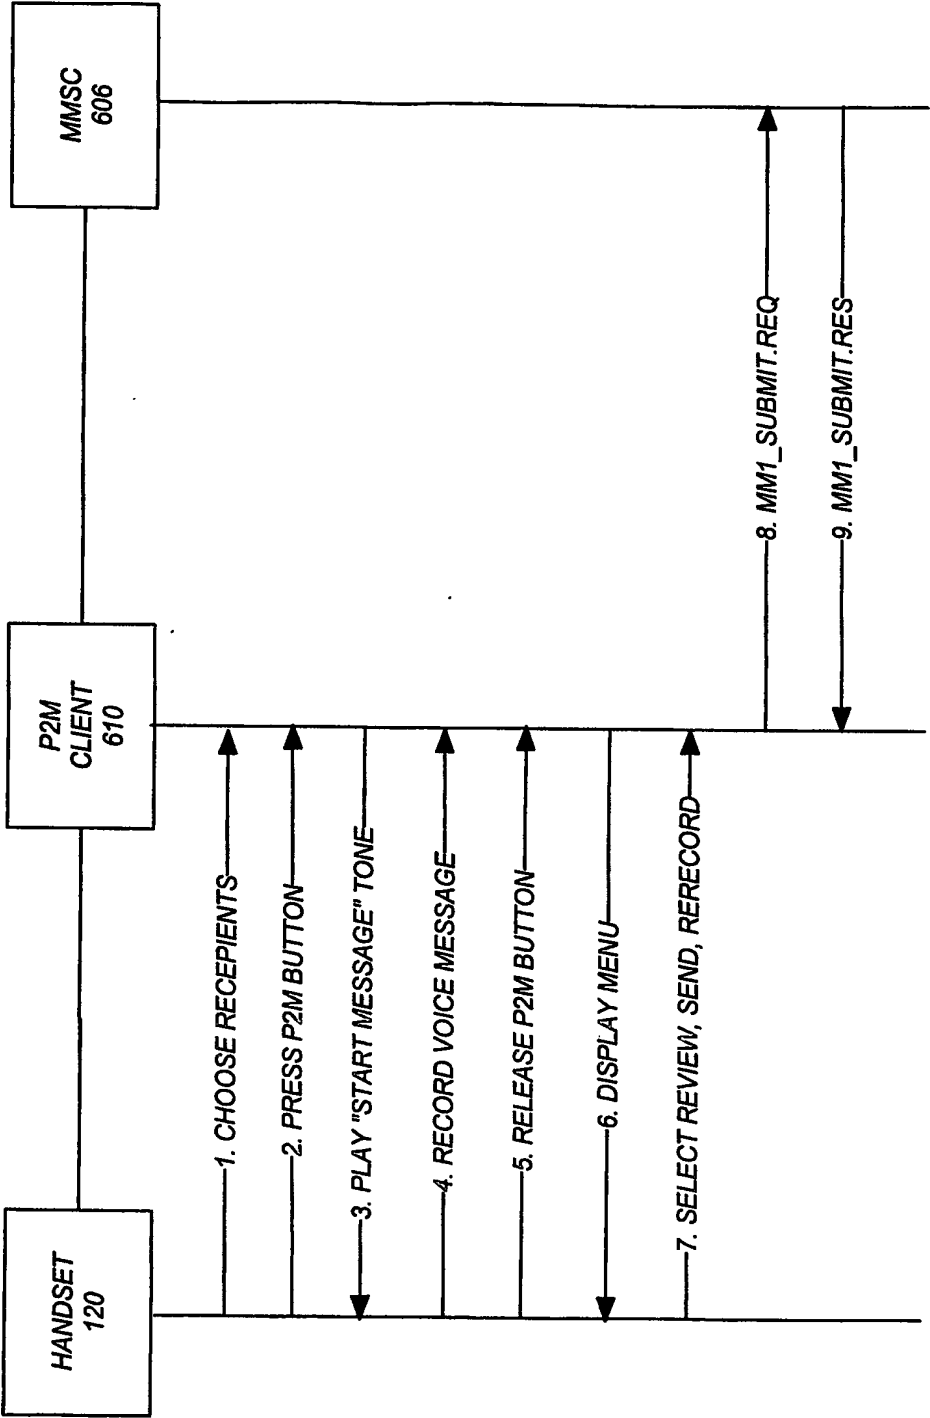 HANDSET
120
P2M
CLIENT
610
MMSC
606
1. CHOOSE RECEPIENTS
2. PRESS P2M BUTTON
3. PLAY "START MESSAGE" TONE
4. RECORD VOICE MESSAGE
5. RELEASE P2M BUTTON
6. DISPLAY MENU
7. SELECT REVIEW, SEND, RERECORD
8. MM1_SUBMIT.REQ
9. MM1_SUBMIT.RES